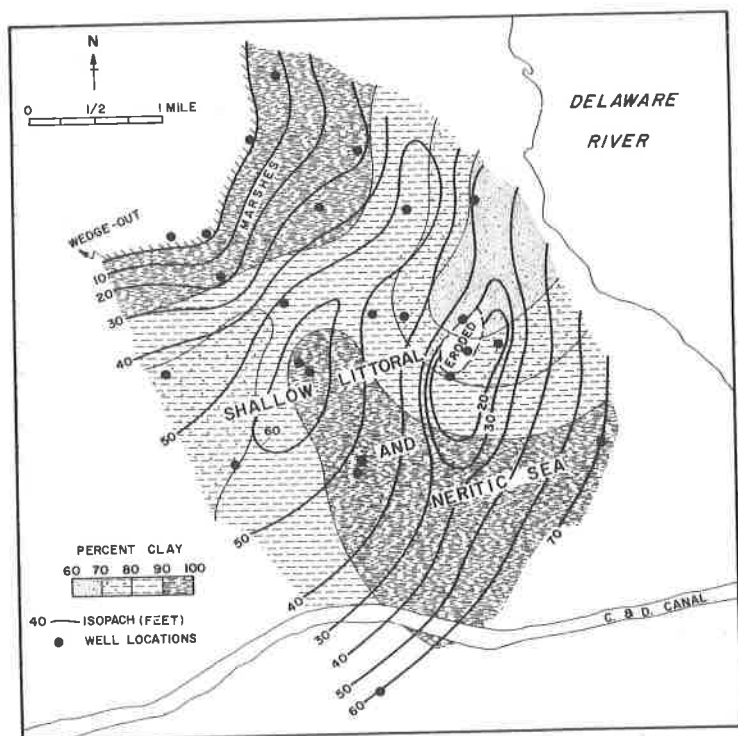 N
0 1/2 1 MILE
DELAWARE
RIVER
MARSHES
WEDGE-OUT
10
20
30
40
50
60
ERODED
SHALLOW LITTORAL
AND
NERITIC SEA
20
30
50
40
30
40
50
60
70
C. & D. CANAL
PERCENT CLAY
60 70 80 90 100
40 ISOPACH (FEET)
WELL LOCATIONS